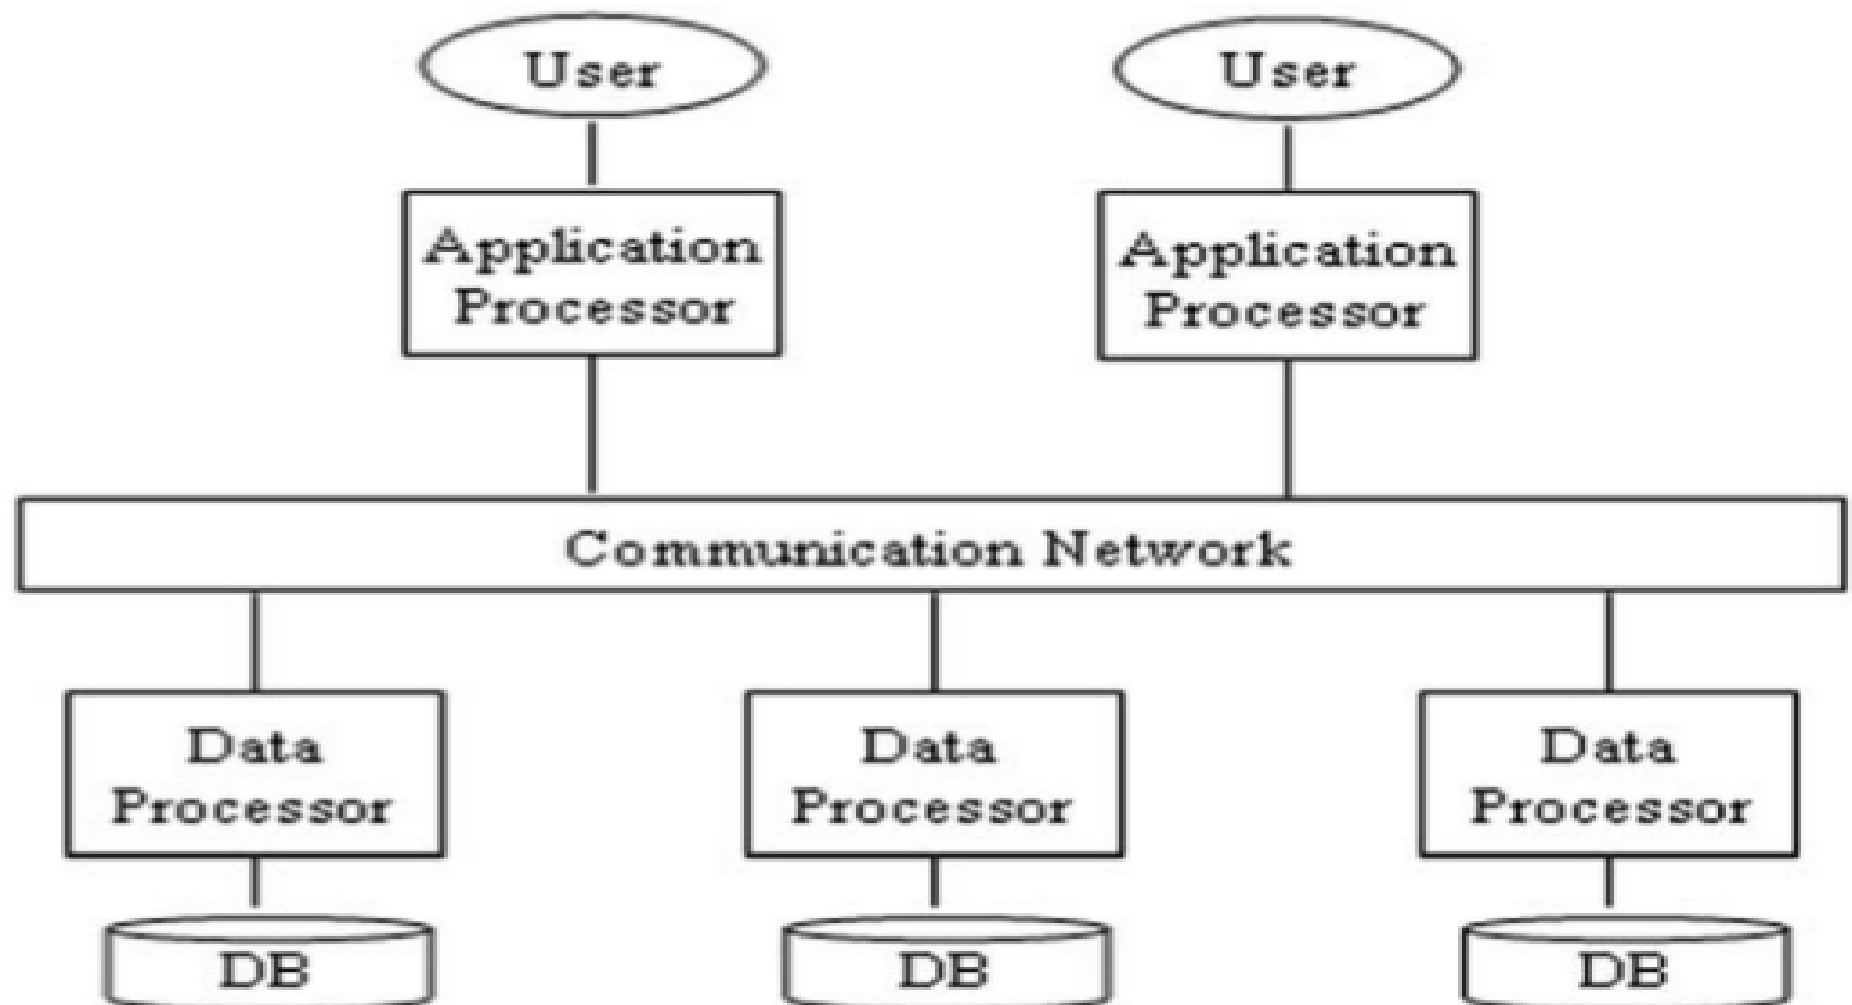 User
User
Application
Processor
Application
Processor
Communication Network
Data
Processor
Data
Processor
Data
Processor
DB
DB
DB